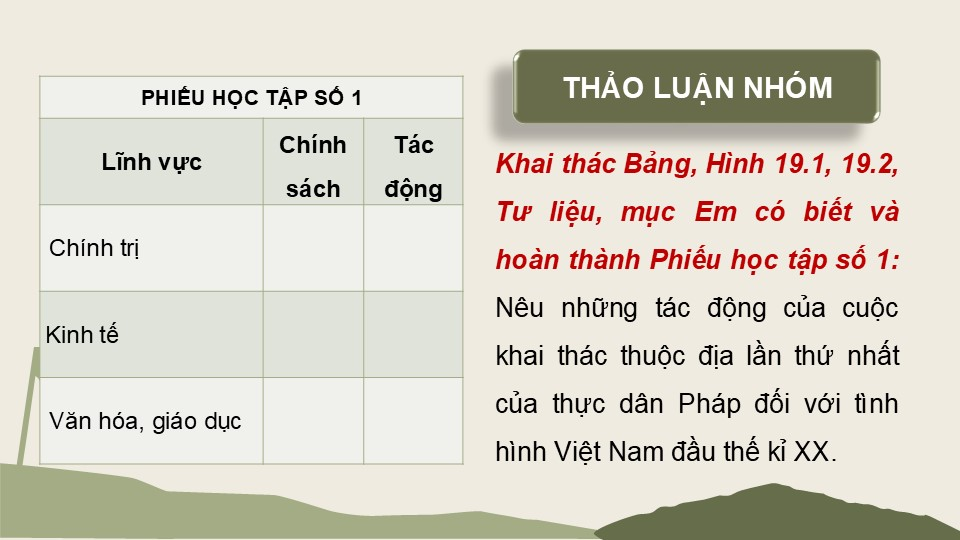 PHIẾU HỌC TẬP SỐ 1
Lĩnh vực
Chính
sách
Tác
động
Chính trị
Kinh tế
Văn hóa, giáo dục
THẢO LUẬN NHÓM
Khai thác Bảng, Hình 19.1, 19.2,
Tư liệu, mục Em có biết và
hoàn thành Phiếu học tập số 1:
Nêu những tác động của cuộc
khai thác thuộc địa lần thứ nhất
của thực dân Pháp đối với tình
hình Việt Nam đầu thế kỉ XX.